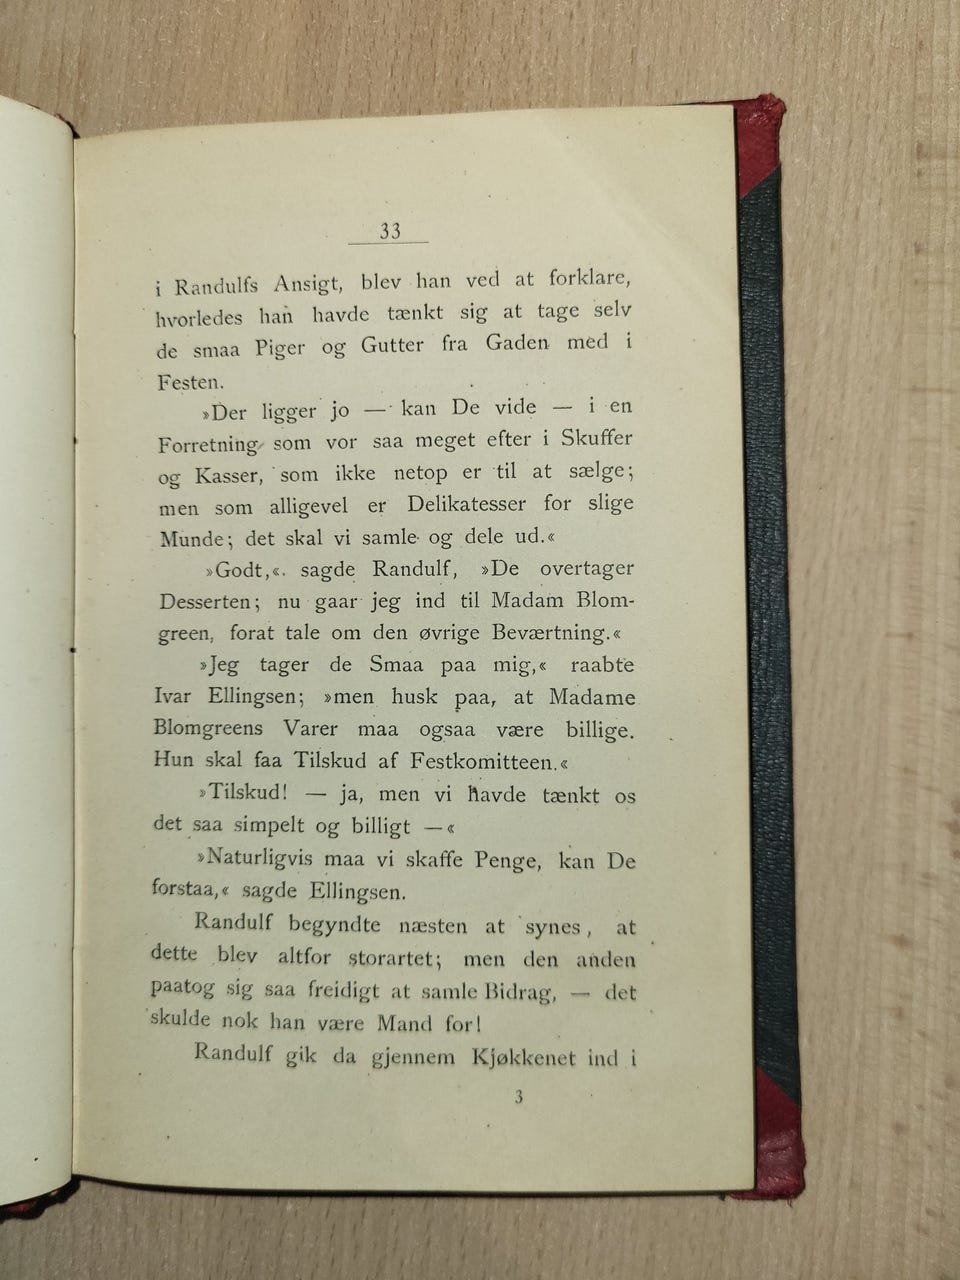 33
i Randulfs Ansigt, blev han ved at forklare,
hvorledes han havde tænkt sig at tage selv
de smaa Piger og Gutter fra Gaden med i
Festen.
»Der ligger jo — kan De vide — i en
Forretning som vor saa meget efter i Skuffer
og Kasser, som ikke netop er til at sælge;
men som alligevel er Delikatesser for slige
Munde; det skal vi samle og dele ud.«
»Godt,« sagde Randulf, »De overtager
Desserten; nu gaar jeg ind til Madam Blom-
green, forat tale om den øvrige Beværtning.«
»Jeg tager de Smaa paa mig,« raabte
Ivar Ellingsen; »men husk paa, at Madame
Blomgreens Varer maa ogsaa være billige.
Hun skal faa Tilskud af Festkomitteen.«
»Tilskud! — ja, men vi havde tænkt os
det saa simpelt og billigt —«
»Naturligvis maa vi skaffe Penge, kan De
forstaa,« sagde Ellingsen.
Randulf begyndte næsten at synes, at
dette blev altfor storartet; men den anden
paatog sig saa freidigt at samle Bidrag, — det
skulde nok han være Mand for!
Randulf gik da gjennem Kjøkkenet ind i
3